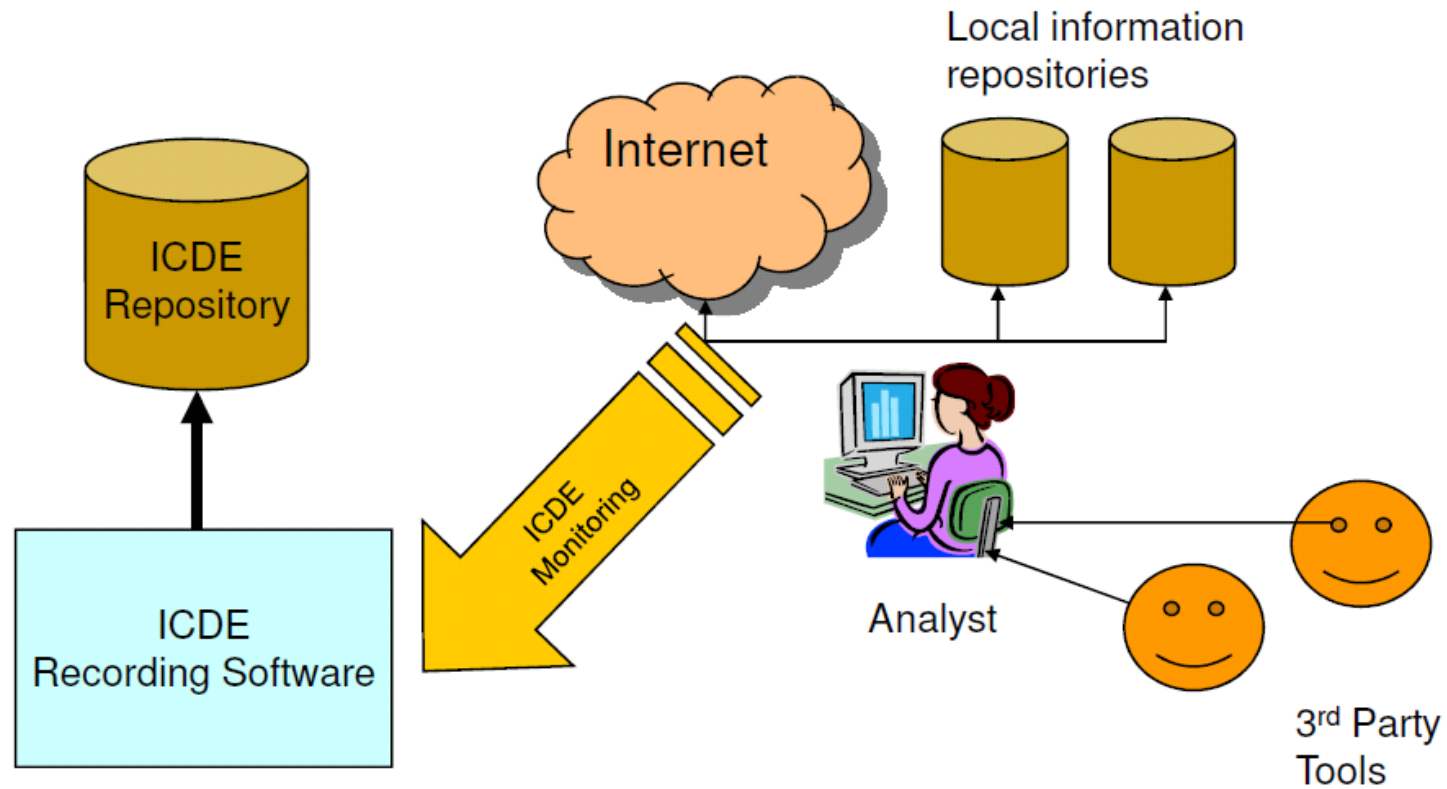 Local information
repositories
Internet
ICDE
Repository
ICDE
Monitoring
ICDE
Recording Software
Analyst
3rd Party
Tools